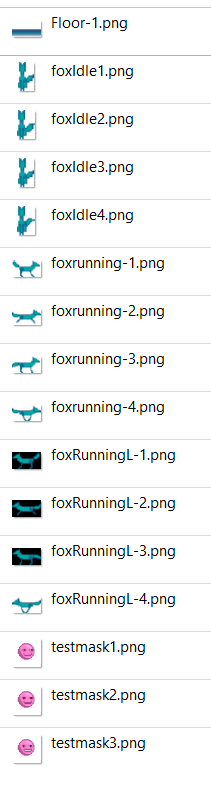 Floor-1.png
foxIdle1.png
foxIdle2.png
foxIdle3.png
foxIdle4.png
foxrunning-1.png
foxrunning-2.png
foxrunning-3.png
foxrunning-4.png
foxRunningL-1.png
foxRunningL-2.png
foxRunningL-3.png
foxRunningL-4.png
testmask1.png
testmask2.png
testmask3.png